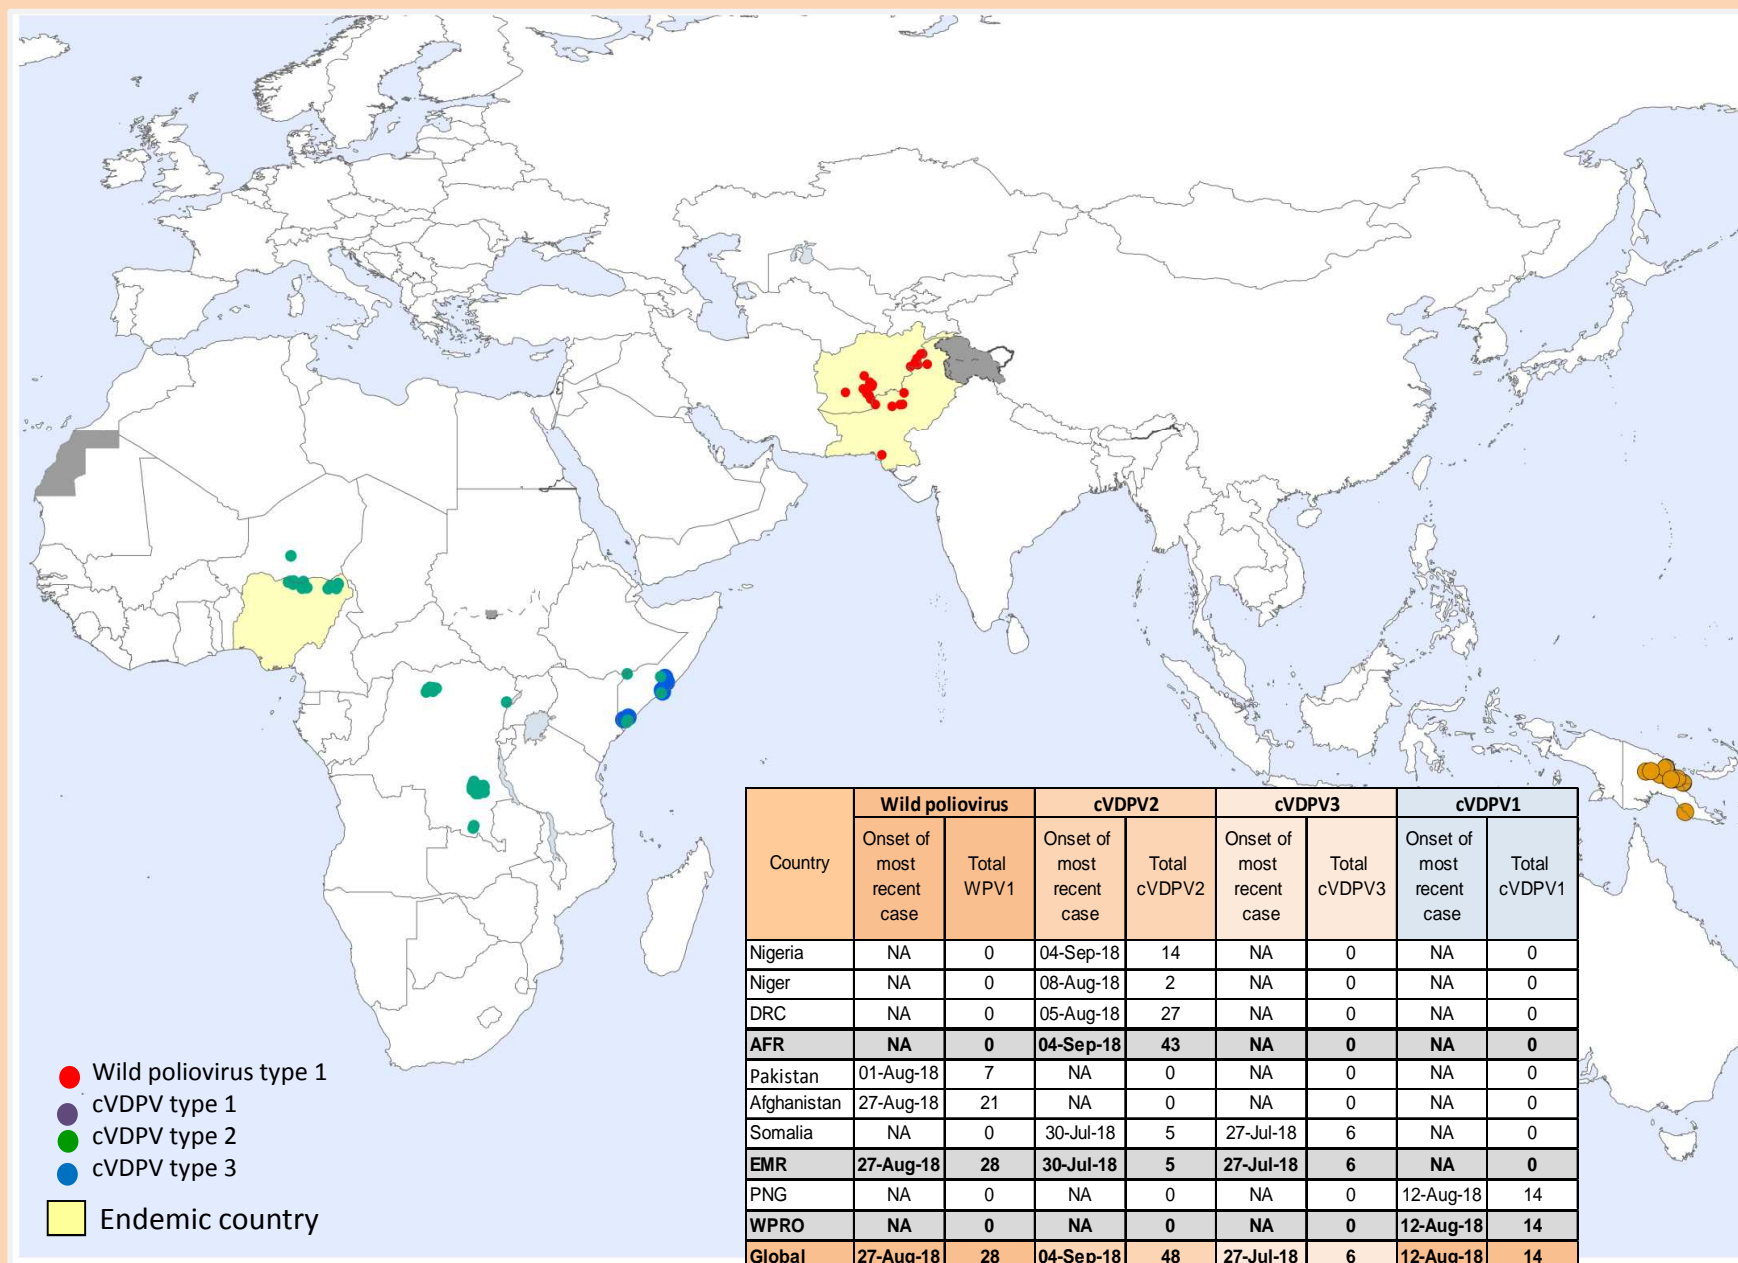 Wild poliovirus cVDPV2 cVDPV3 cVDPV1
Country Onset of most recent case Total WPV1 Onset of most recent case Total cVDPV2 Onset of most recent case Total cVDPV3 Onset of most recent case Total cVDPV1
Nigeria NA 0 04-Sep-18 14 NA 0 NA 0
Niger NA 0 08-Aug-18 2 NA 0 NA 0
DRC NA 0 05-Aug-18 27 NA 0 NA 0
AFR NA 0 04-Sep-18 43 NA 0 NA 0
Pakistan 01-Aug-18 7 NA 0 NA 0 NA 0
Afghanistan 27-Aug-18 21 NA 0 NA 0 NA 0
Somalia NA 0 30-Jul-18 5 27-Jul-18 6 NA 0
EMR 27-Aug-18 28 30-Jul-18 5 27-Jul-18 6 NA 0
PNG NA 0 NA 0 NA 0 12-Aug-18 14
WPRO NA 0 NA 0 NA 0 12-Aug-18 14
Global 27-Aug-18 28 04-Sep-18 48 27-Jul-18 6 12-Aug-18 14
Wild poliovirus type 1
cVDPV type 1
cVDPV type 2
cVDPV type 3
Endemic country